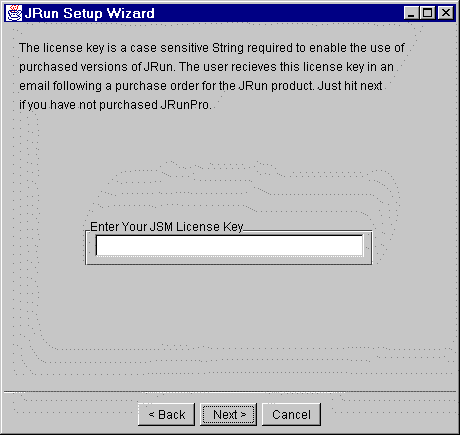 JRun Setup Wizard
The license key is a case sensitive String required to enable the use of
purchased versions of JRun. The user recieves this license key in an
email following a purchase order for the JRun product. Just hit next
if you have not purchased JRunPro.
Enter Your JSM License Key
< Back Next > Cancel